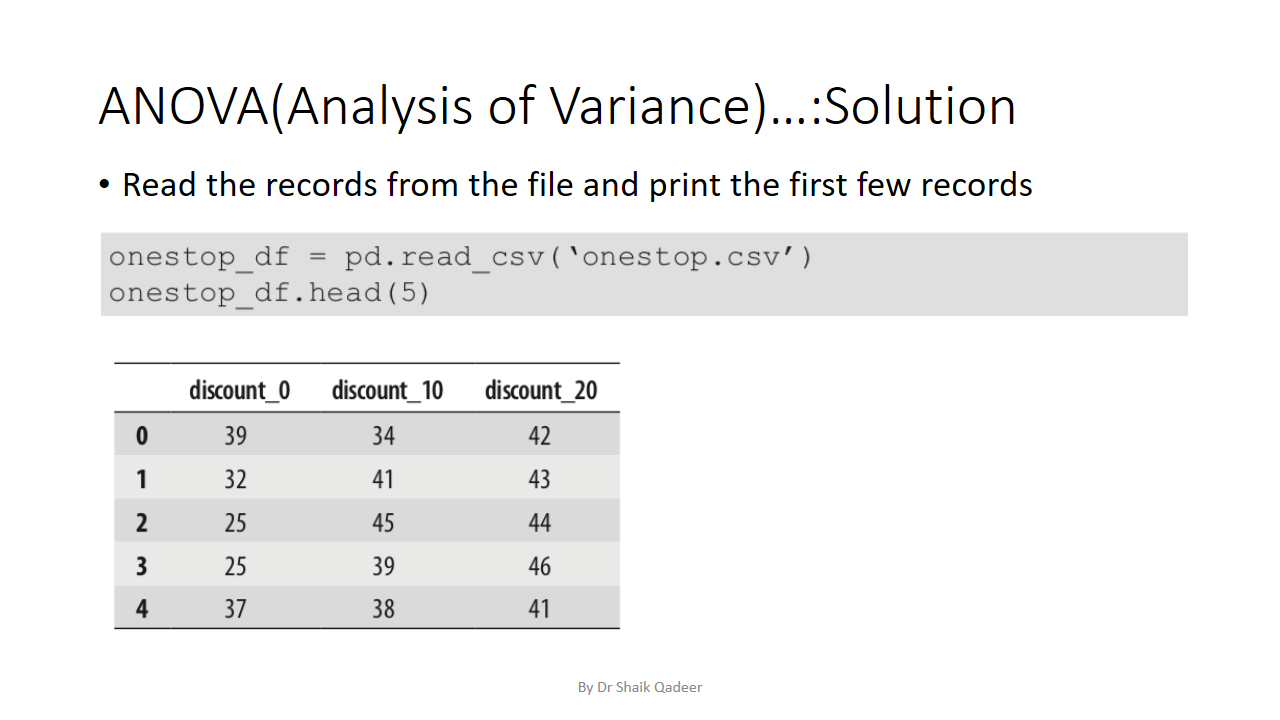 ANOVA(Analysis of Variance)…:Solution
• Read the records from the file and print the first few records
onestop_df = pd.read_csv(‘onestop.csv’)
onestop_df.head(5)
discount_0 discount_10 discount_20
0 39 34 42
1 32 41 43
2 25 45 44
3 25 39 46
4 37 38 41
By Dr Shaik Qadeer